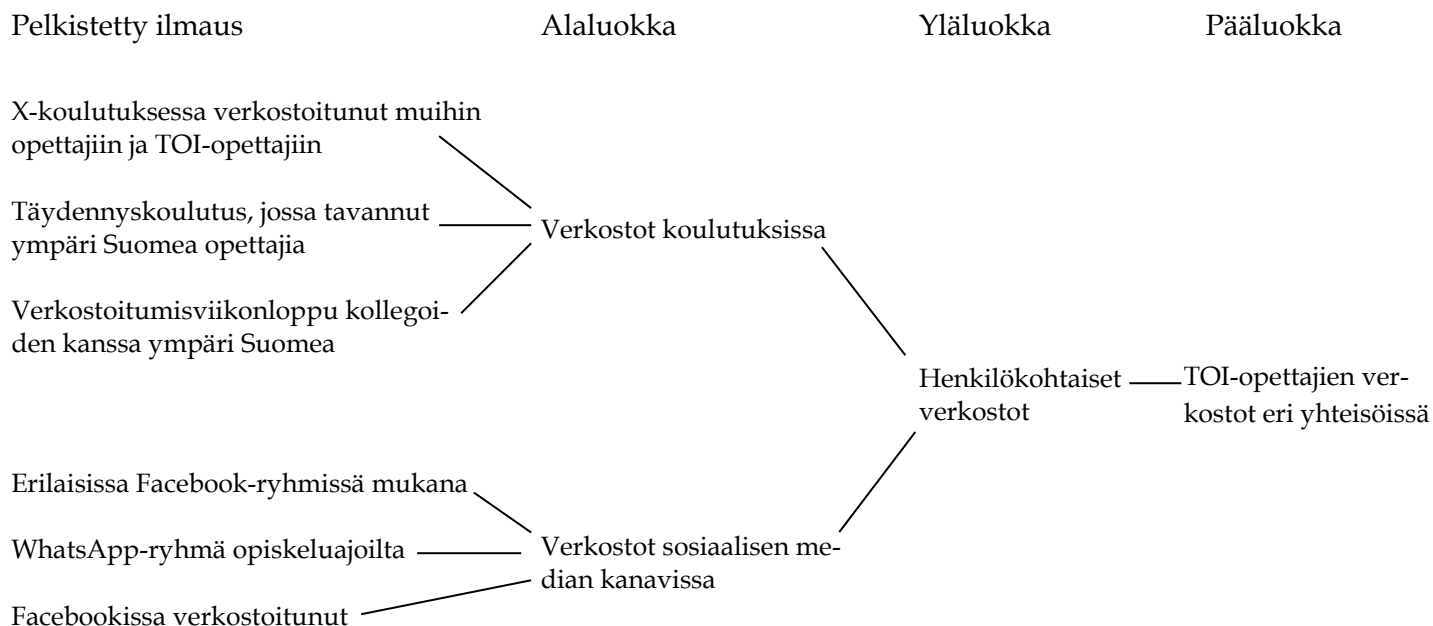 Pelkistetty ilmaus Alaluokka Yläluokka Pääluokka
X-koulutuksessa verkostoitunut muihin
opettajiin ja TOI-opettajiin
Täydennyskoulutus, jossa tavannut
ympäri Suomea opettajia
Verkostot koulutuksissa
Verkostoitumisviikonloppu kollegoi-
den kanssa ympäri Suomea
Henkilökohtaiset
verkostot
TOI-opettajien ver-
kostot eri yhteisöissä
Erilaisissa Facebook-ryhmissä mukana
WhatsApp-ryhmä opiskeluajoilta
Verkostot sosiaalisen me-
dian kanavissa
Facebookissa verkostoitunut